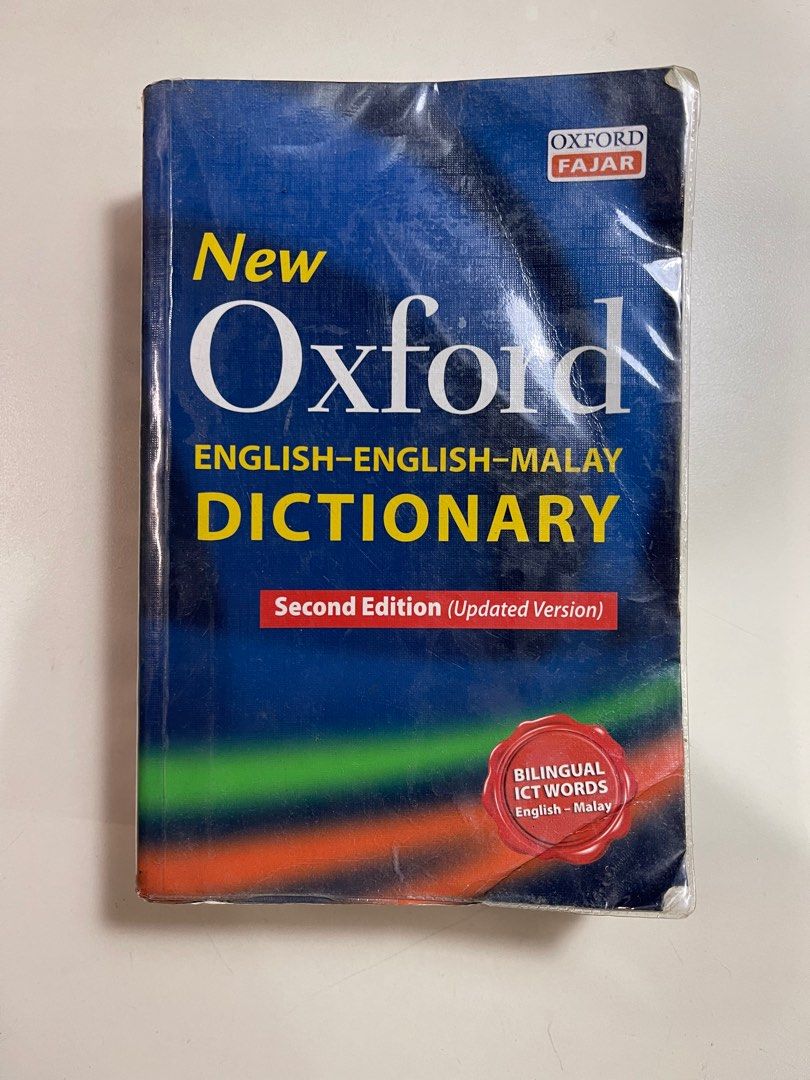 OXFORD
FAJAR
New
Oxford
ENGLISH–ENGLISH–MALAY
DICTIONARY
Second Edition (Updated Version)
BILINGUAL
ICT WORDS
English – Malay